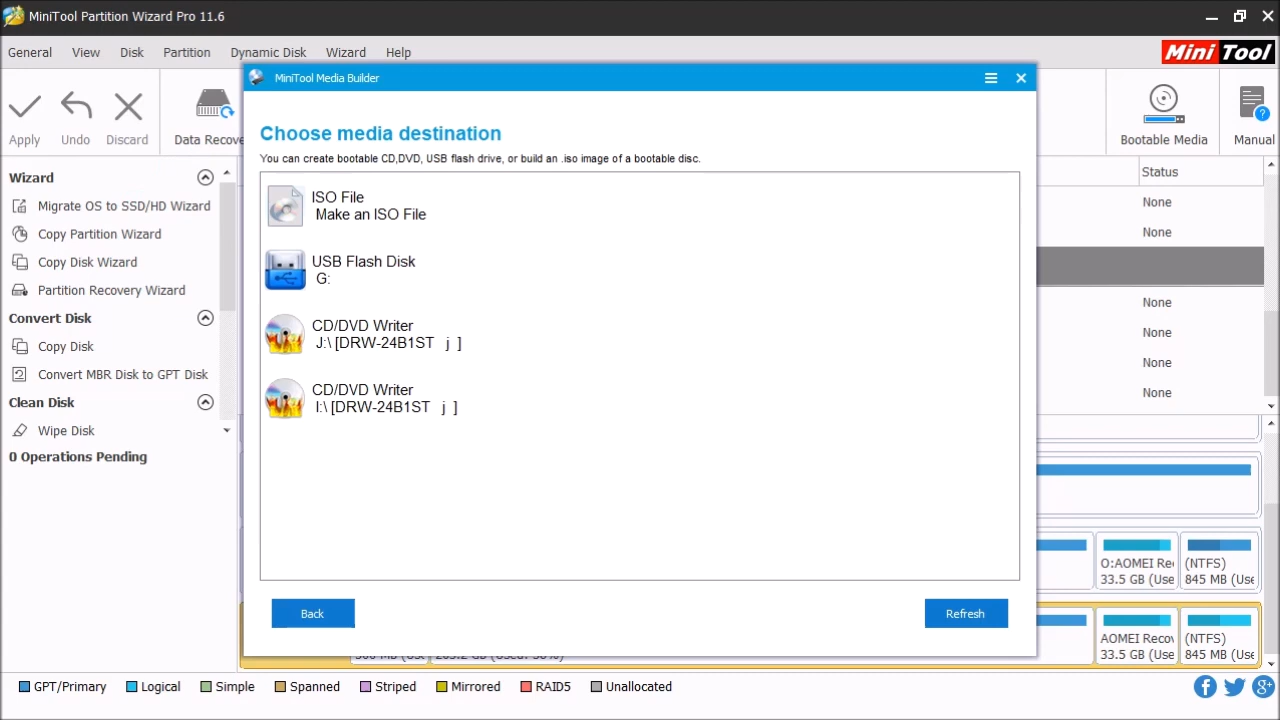 MiniTool Partition Wizard Pro 11.6
General View Disk Partition Dynamic Disk Wizard Help
Mini Tool
Apply Undo Discard Data Recove Bootable Media Manual
MiniTool Media Builder
Choose media destination
You can create bootable CD,DVD, USB flash drive, or build an .iso image of a bootable disc.
ISO File
Make an ISO File
USB Flash Disk
G:
CD/DVD Writer
J:\ [DRW-24B1ST j ]
CD/DVD Writer
I:\ [DRW-24B1ST j ]
Back Refresh
Wizard
Migrate OS to SSD/HD Wizard
Copy Partition Wizard
Copy Disk Wizard
Partition Recovery Wizard
Convert Disk
Copy Disk
Convert MBR Disk to GPT Disk
Clean Disk
Wipe Disk
0 Operations Pending
Status
None
None
None
None
None
None
O:AOMEI Rec (NTFS)
33.5 GB (Use 845 MB (Use
AOMEI Recov (NTFS)
33.5 GB (Use 845 MB (Use
GPT/Primary Logical Simple Spanned Striped Mirrored RAID5 Unallocated